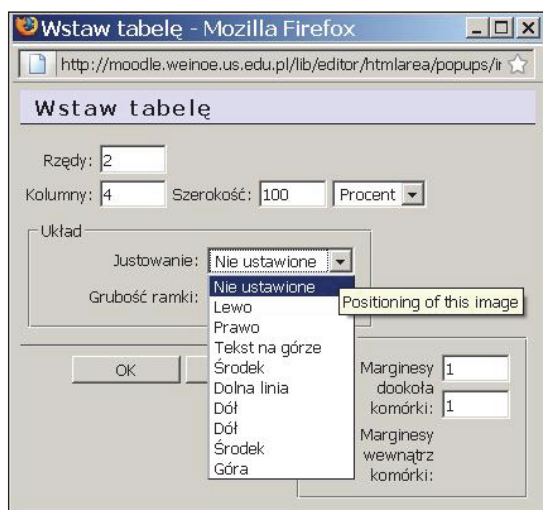 Wstaw tabelę - Mozilla Firefox
http://moodle.weinoe.us.edu.pl/lib/editor/htmlarea/popups/ir
Wstaw tabelę
Rzędy: 2
Kolumny: 4 Szerokość: 100 Procent
Układ
Justowanie: Nie ustawione
Grubość ramki:
Nie ustawione
Positioning of this image
Lewo
Prawo
Tekst na górze
Środek
Dolna linia
Dół
Dół
Środek
Góra
OK
Marginesy dookoła komórki: 1
1
Marginesy
wewnątrz
komórki: